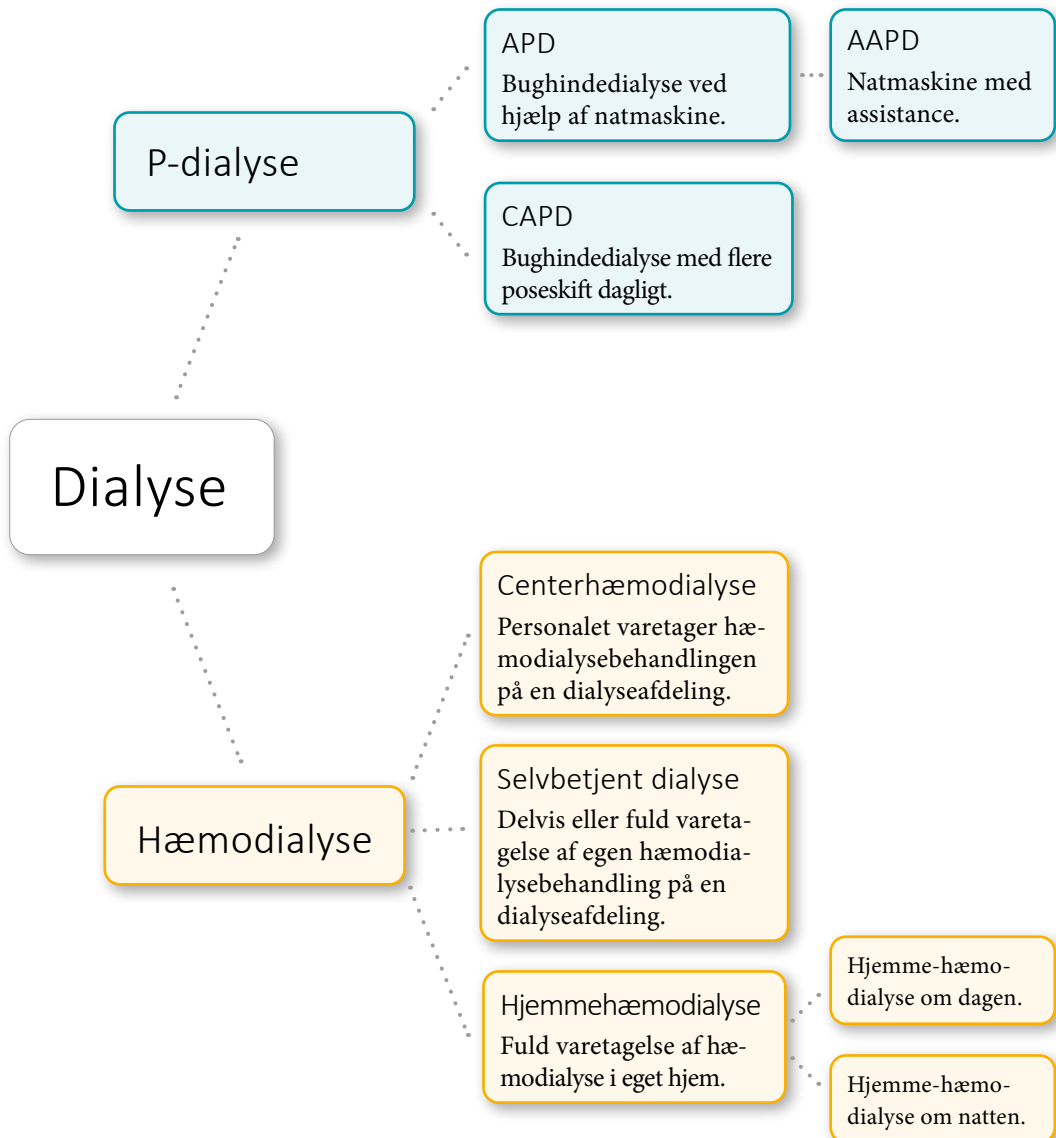 APD
Bughindedialyse ved
hjælp af natmaskine.
AAPD
Natmaskine med
assistance.
P-dialyse
CAPD
Bughindedialyse med flere
poseskift dagligt.
Dialyse
Centerhæmodialyse
Personalet varetager hæ-
modialysebehandlingen
på en dialyseafdeling.
Hæmodialyse
Selvbetjent dialyse
Delvis eller fuld vareta-
gelse af egen hæmodia-
lysebehandling på en
dialyseafdeling.
Hjemmehæmodialyse
Fuld varetagelse af hæ-
modialyse i eget hjem.
Hjemme-hæmo-
dialyse om dagen.
Hjemme-hæmo-
dialyse om natten.